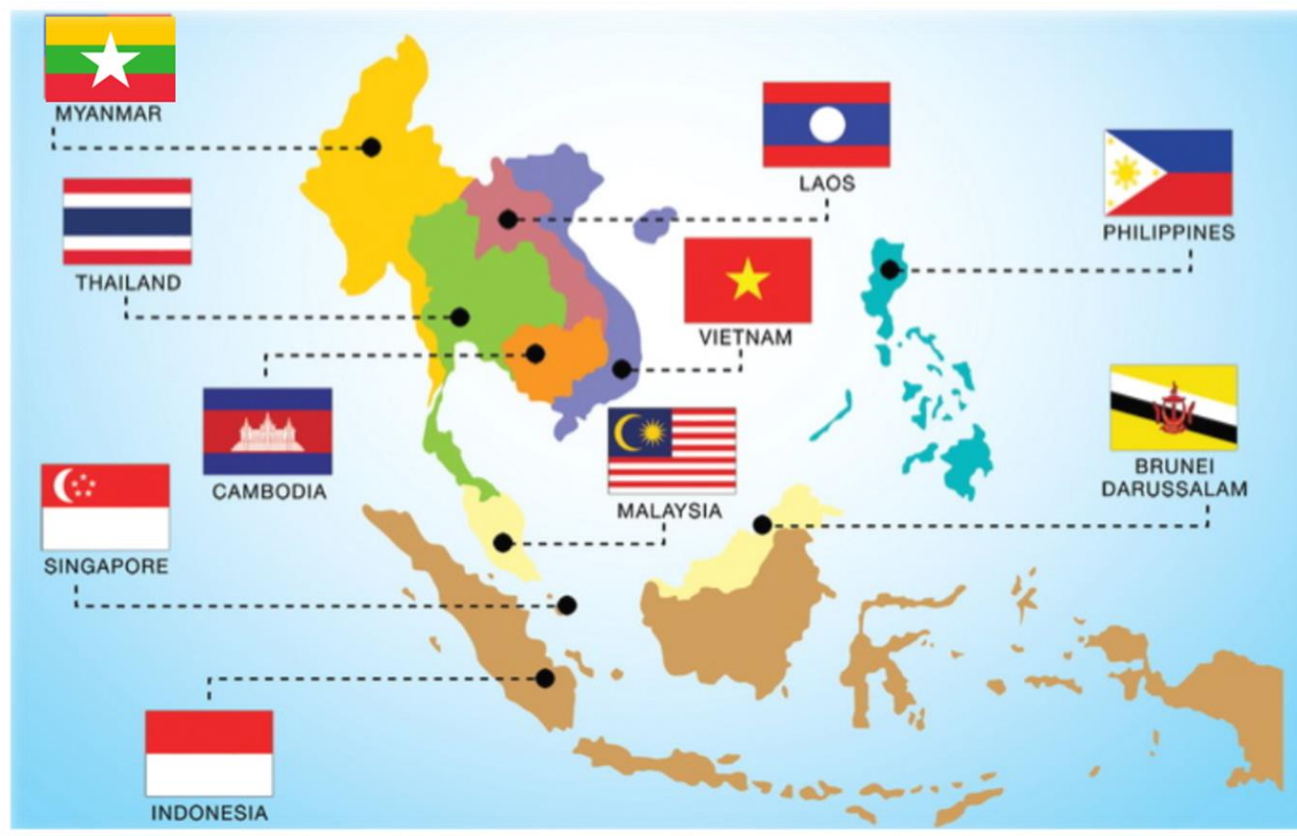 MYANMAR
LAOS
THAILAND
PHILIPPINES
VIETNAM
CAMBODIA
MALAYSIA
BRUNEI
DARUSSALAM
SINGAPORE
INDONESIA